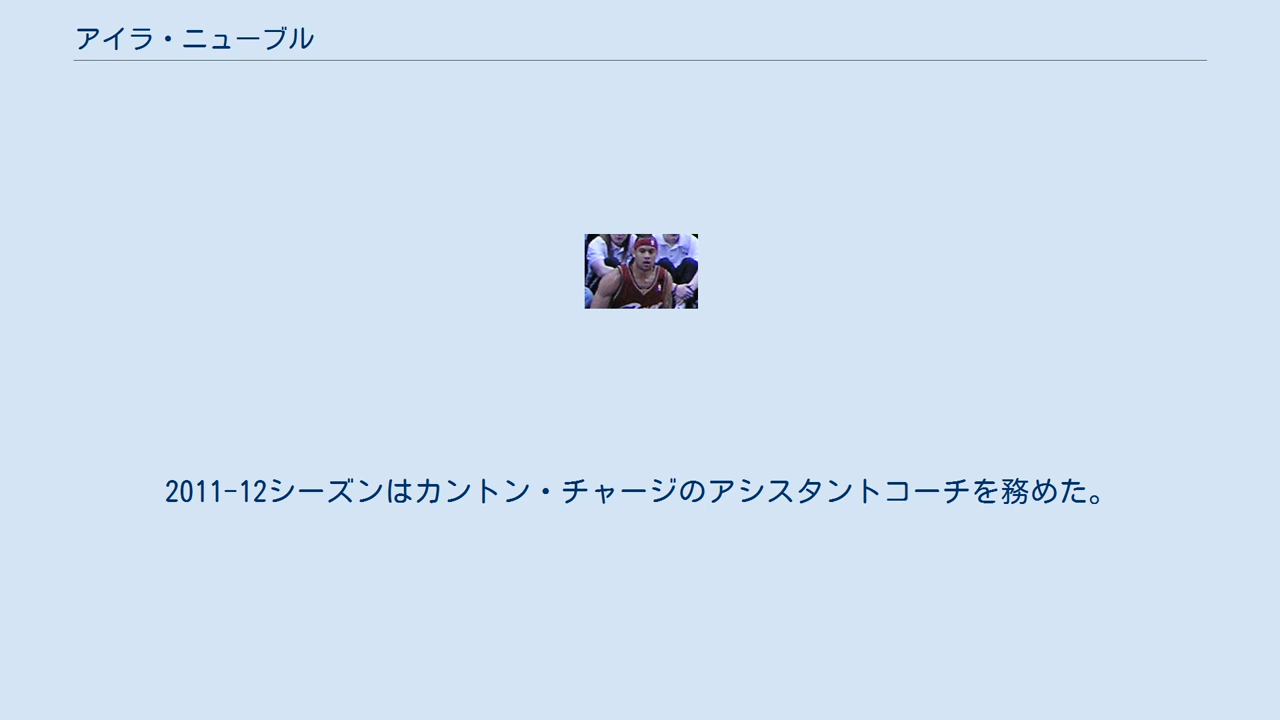 アイラ・ニューブル
2011-12シーズンはカントン・チャージのアシスタントコーチを務めた。